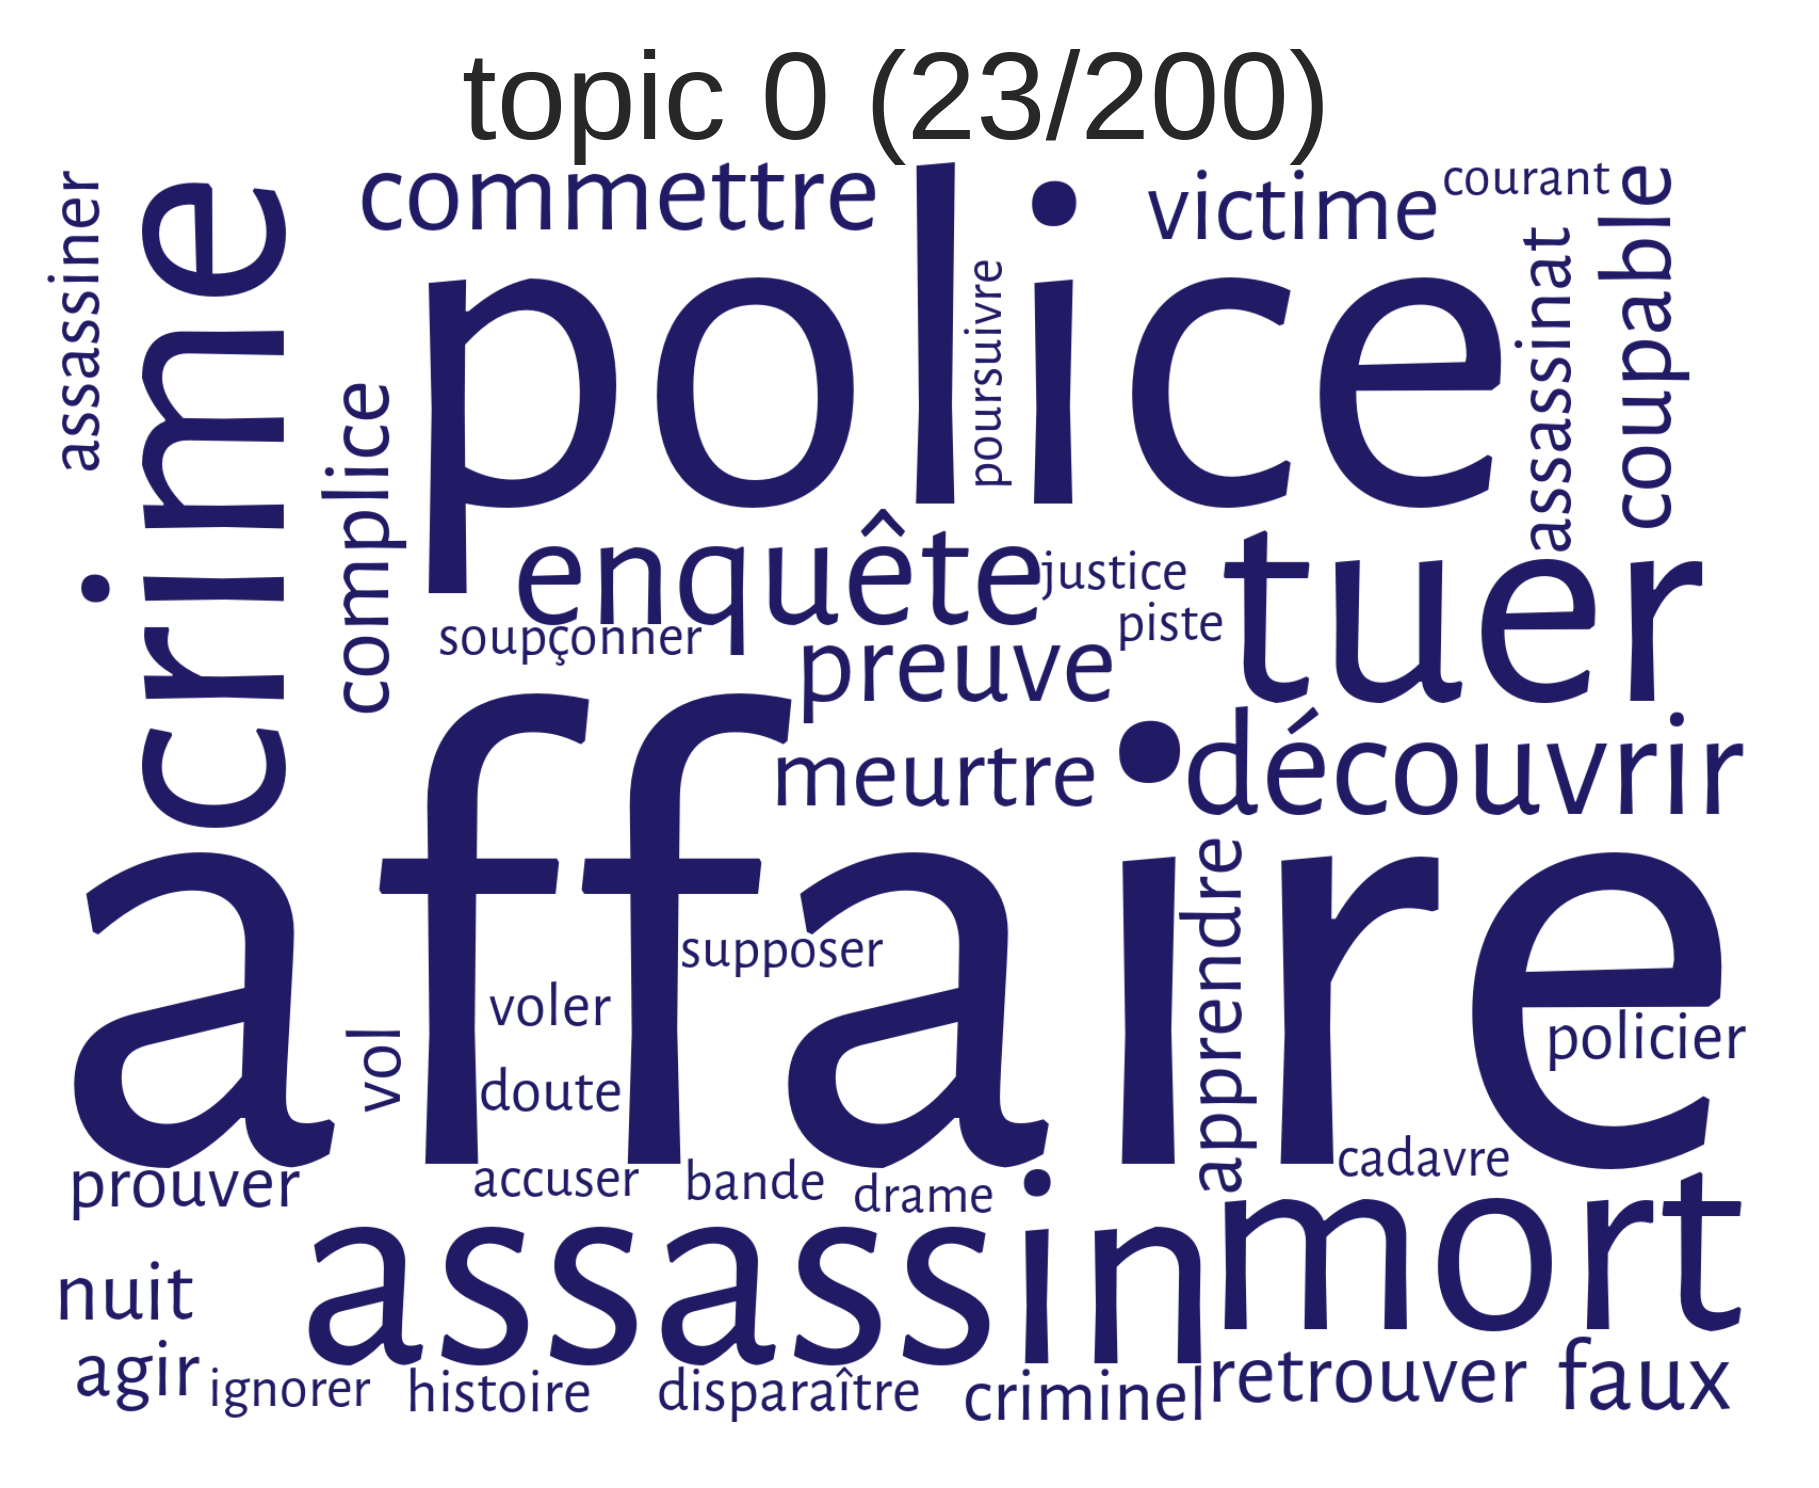 topic 0 (23/200)
assassiner
crime
commettre
police
victime
courant
coupable
assassinat
poursuivre
complice
enquête
justice
tuer
soupçonner
piste
preuve
découvrir
meurtre
affaire
apprendre
supposer
voler
vol
doute
policier
prouver
accuser
bande
drame
cadavre
mort
assassin
nuit
agir
ignorer
histoire
disparaître
criminel
retrouver
faux